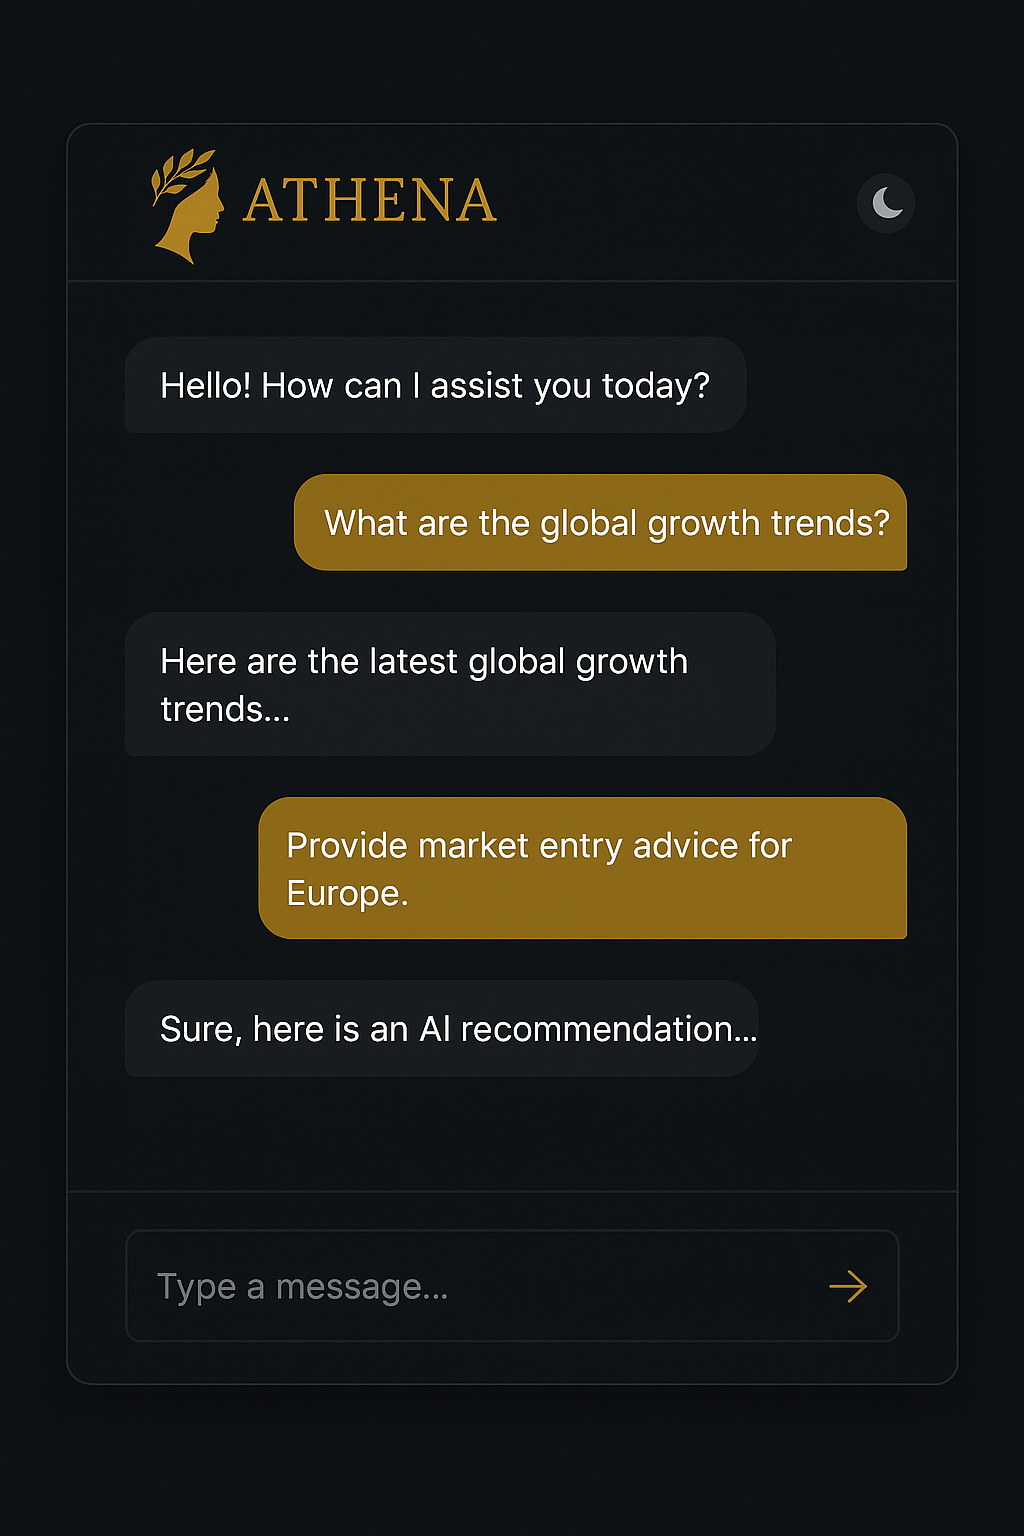 ATHENA
Hello! How can I assist you today?
What are the global growth trends?
Here are the latest global growth
trends...
Provide market entry advice for
Europe.
Sure, here is an AI recommendation...
Type a message...